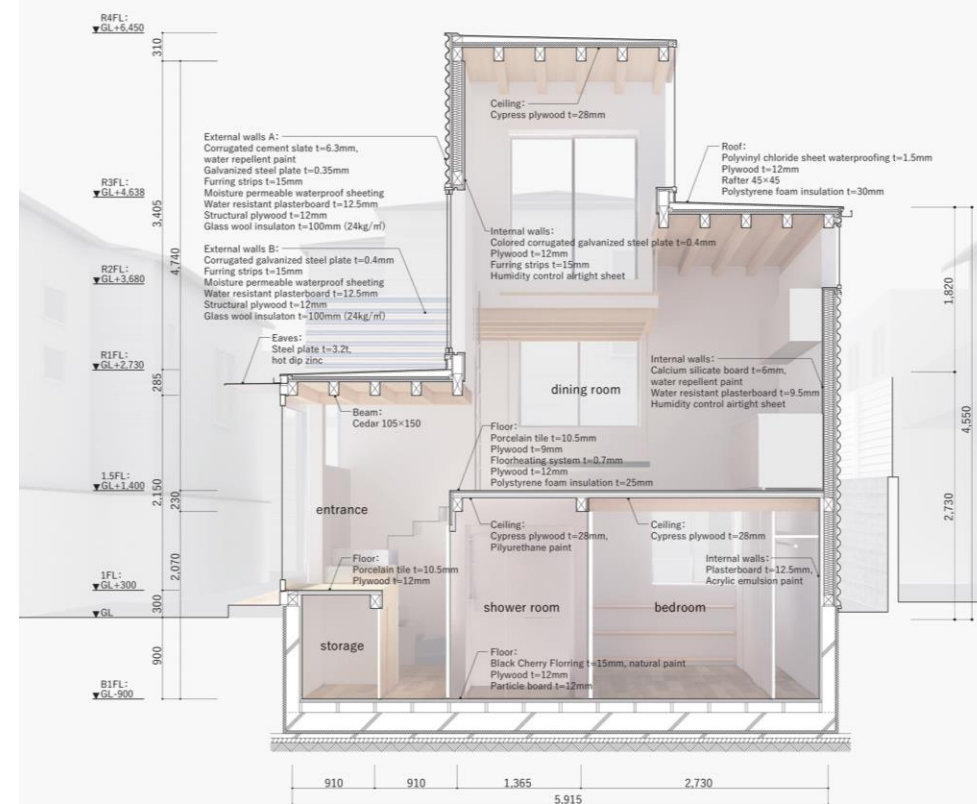 R4FL:
▼GL+6,450
310
R3FL:
▼GL+4,638
3,405
4,740
R2FL:
▼GL+3,680
R1FL:
▼GL+2,730
285
1.5FL:
▼GL+1,400
2,150
230
2,070
1FL:
▼GL+300
300
▼GL
900
B1FL:
▼GL-900
External walls A:
Corrugated cement slate t=6.3mm,
water repellent paint
Galvanized steel plate t=0.35mm
Furring strips t=15mm
Moisture permeable waterproof sheeting
Water resistant plasterboard t=12.5mm
Structural plywood t=12mm
Glass wool insulaton t=100mm (24kg/㎡)
External walls B:
Corrugated galvanized steel plate t=0.4mm
Furring strips t=15mm
Moisture permeable waterproof sheeting
Water resistant plasterboard t=12.5mm
Structural plywood t=12mm
Glass wool insulaton t=100mm (24kg/㎡)
Eaves:
Steel plate t=3.2t,
hot dip zinc
Beam:
Cedar 105×150
Ceiling:
Cypress plywood t=28mm
Roof:
Polyvinyl chloride sheet waterproofing t=1.5mm
Plywood t=12mm
Rafter 45×45
Polystyrene foam insulation t=30mm
Internal walls:
Colored corrugated galvanized steel plate t=0.4mm
Plywood t=12mm
Furring strips t=15mm
Humidity control airtight sheet
Internal walls:
Calcium silicate board t=6mm,
water repellent paint
Water resistant plasterboard t=9.5mm
Humidity control airtight sheet
dining room
Floor:
Porcelain tile t=10.5mm
Plywood t=9mm
Floorheating system t=0.7mm
Plywood t=12mm
Polystyrene foam insulation t=25mm
entrance
Ceiling:
Cypress plywood t=28mm,
Pilyurethane paint
Ceiling:
Cypress plywood t=28mm
Floor:
Porcelain tile t=10.5mm
Plywood t=12mm
Internal walls:
Plasterboard t=12.5mm,
Acrylic emulsion paint
shower room
bedroom
storage
Floor:
Black Cherry Florring t=15mm, natural paint
Plywood t=12mm
Particle board t=12mm
1,820
2,730
4,550
910
910
1,365
2,730
5,915